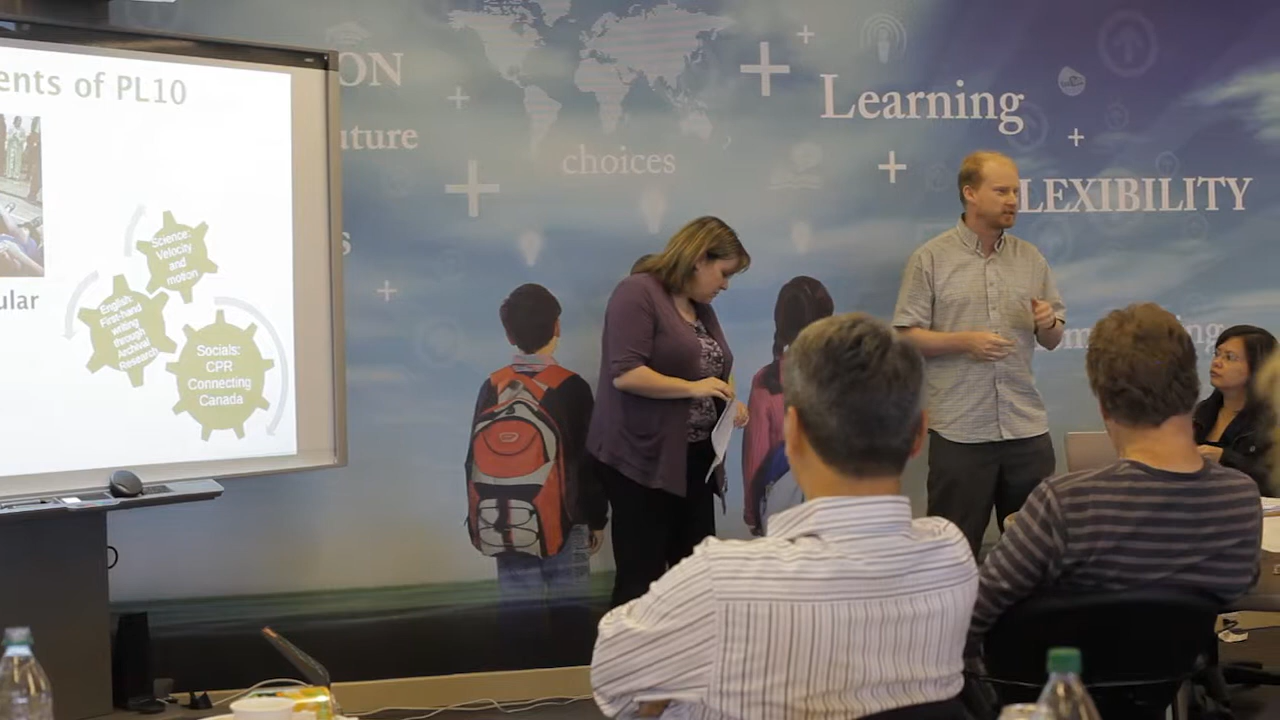 ents of PL10
ular
Science:
Velocity
and
motion
English:
First-hand
writing
through
Archival
Research
Socials:
CPR
Connecting
Canada
ON
uture
s
choices
Learning
LEXIBILITY